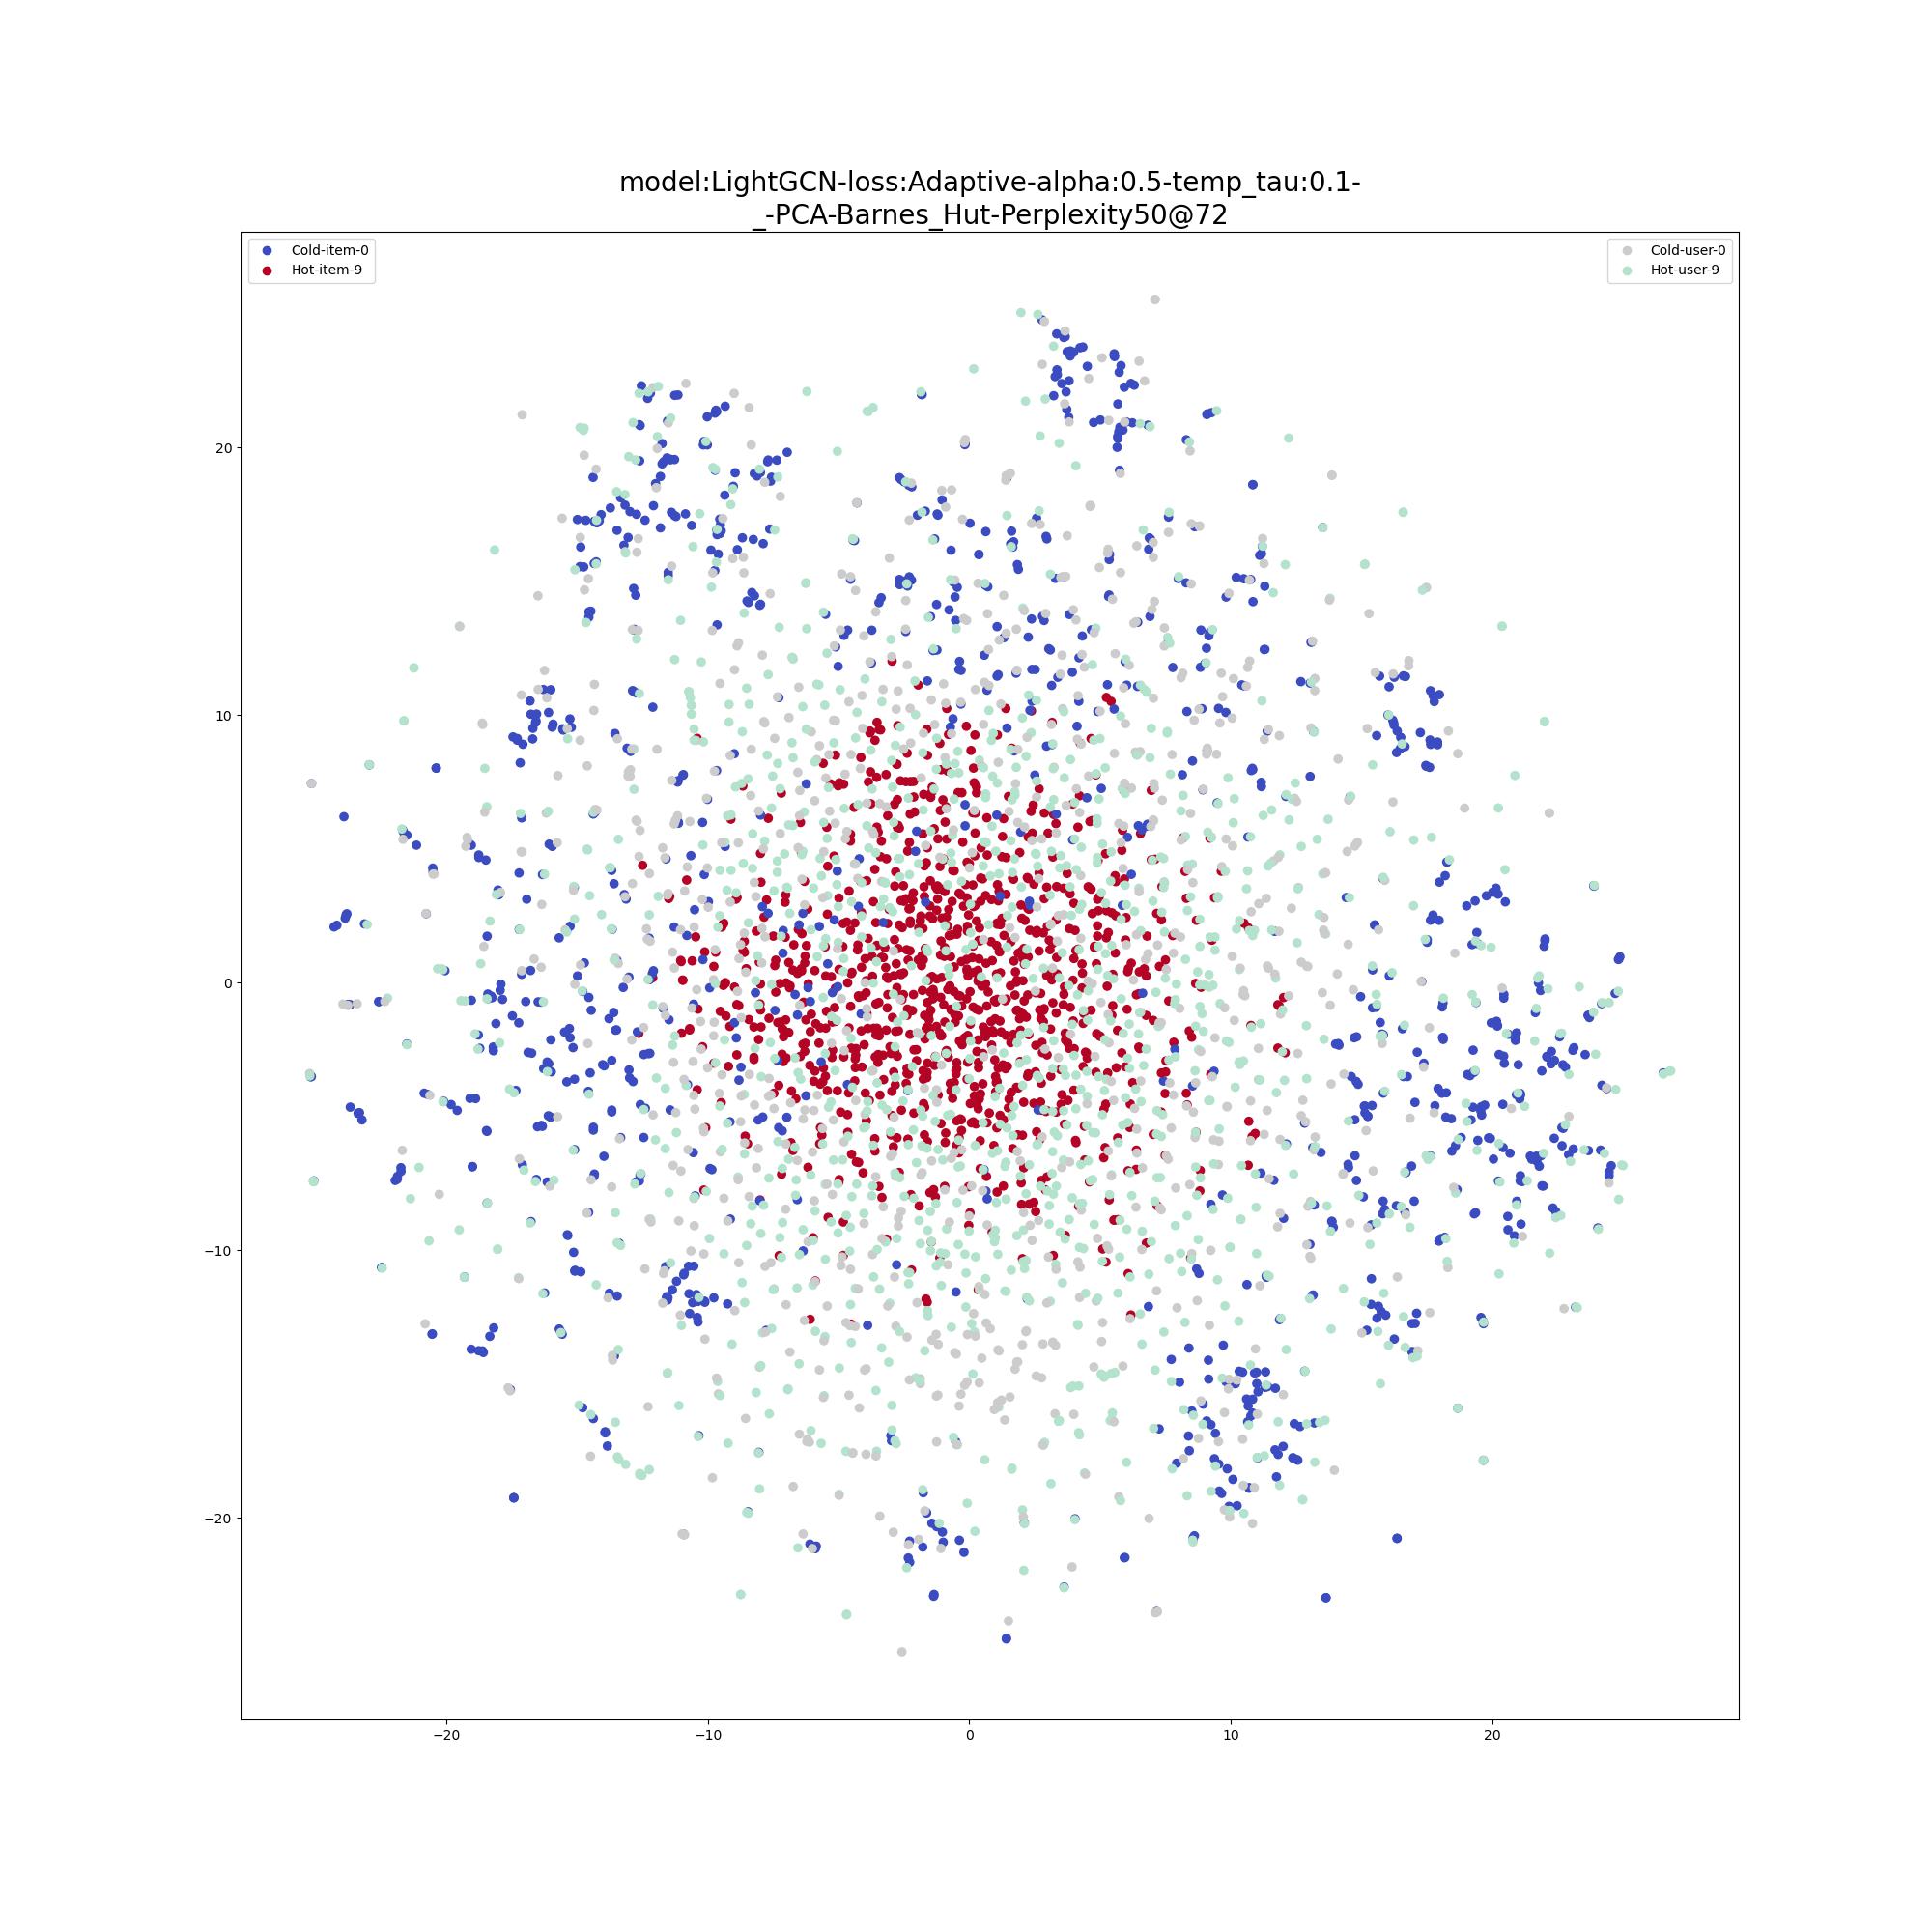 model:LightGCN-loss:Adaptive-alpha:0.5-temp_tau:0.1-
_-PCA-Barnes_Hut-Perplexity50@72
Cold-item-0
Hot-item-9
Cold-user-0
Hot-user-9
20
10
0
−10
−20
−20
−10
0
10
20